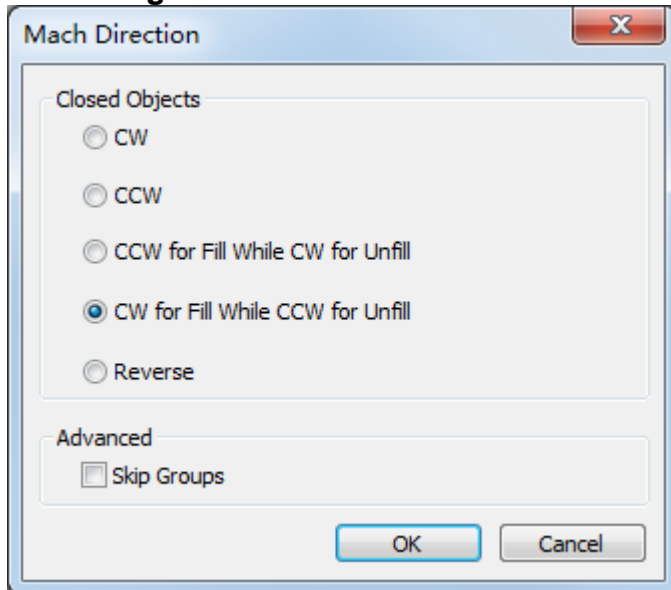 Mach Direction
Closed Objects
CW
CCW
CCW for Fill While CW for Unfill
CW for Fill While CCW for Unfill
Reverse
Advanced
Skip Groups
OK Cancel